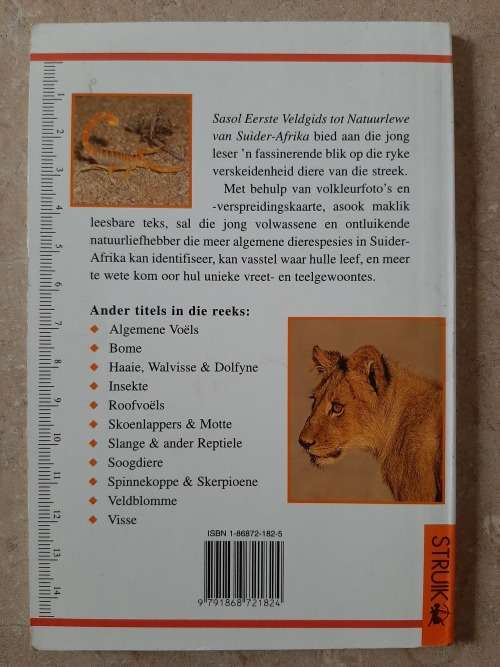 Sasol Eerste Veldgids tot Natuurlewe
van Suider-Afrika bied aan die jong
leser 'n fassinerende blik op die ryke
verskeidenheid diere van die streek.
Met behulp van volkleurfoto's en
-verspreidingskaarte, asook maklik
leesbare teks, sal die jong volwassene en ontluikende
natuurliefhebber die meer algemene dierespesies in Suider-
Afrika kan identifiseer, kan vasstel waar hulle leef, en meer
te wete kom oor hul unieke vreet- en teelgewoontes.
Ander titels in die reeks:
Algemene Voëls
Bome
Haaie, Walvisse & Dolfyne
Insekte
Roofvoëls
Skoenlappers & Motte
Slange & ander Reptiele
Soogdiere
Spinnekoppe & Skerpioene
Veldblomme
Visse
ISBN 1-86872-182-5
9 791868 721824
STRUIK
1
2
3
4
5
6
7
8
9
10
11
12
13
14